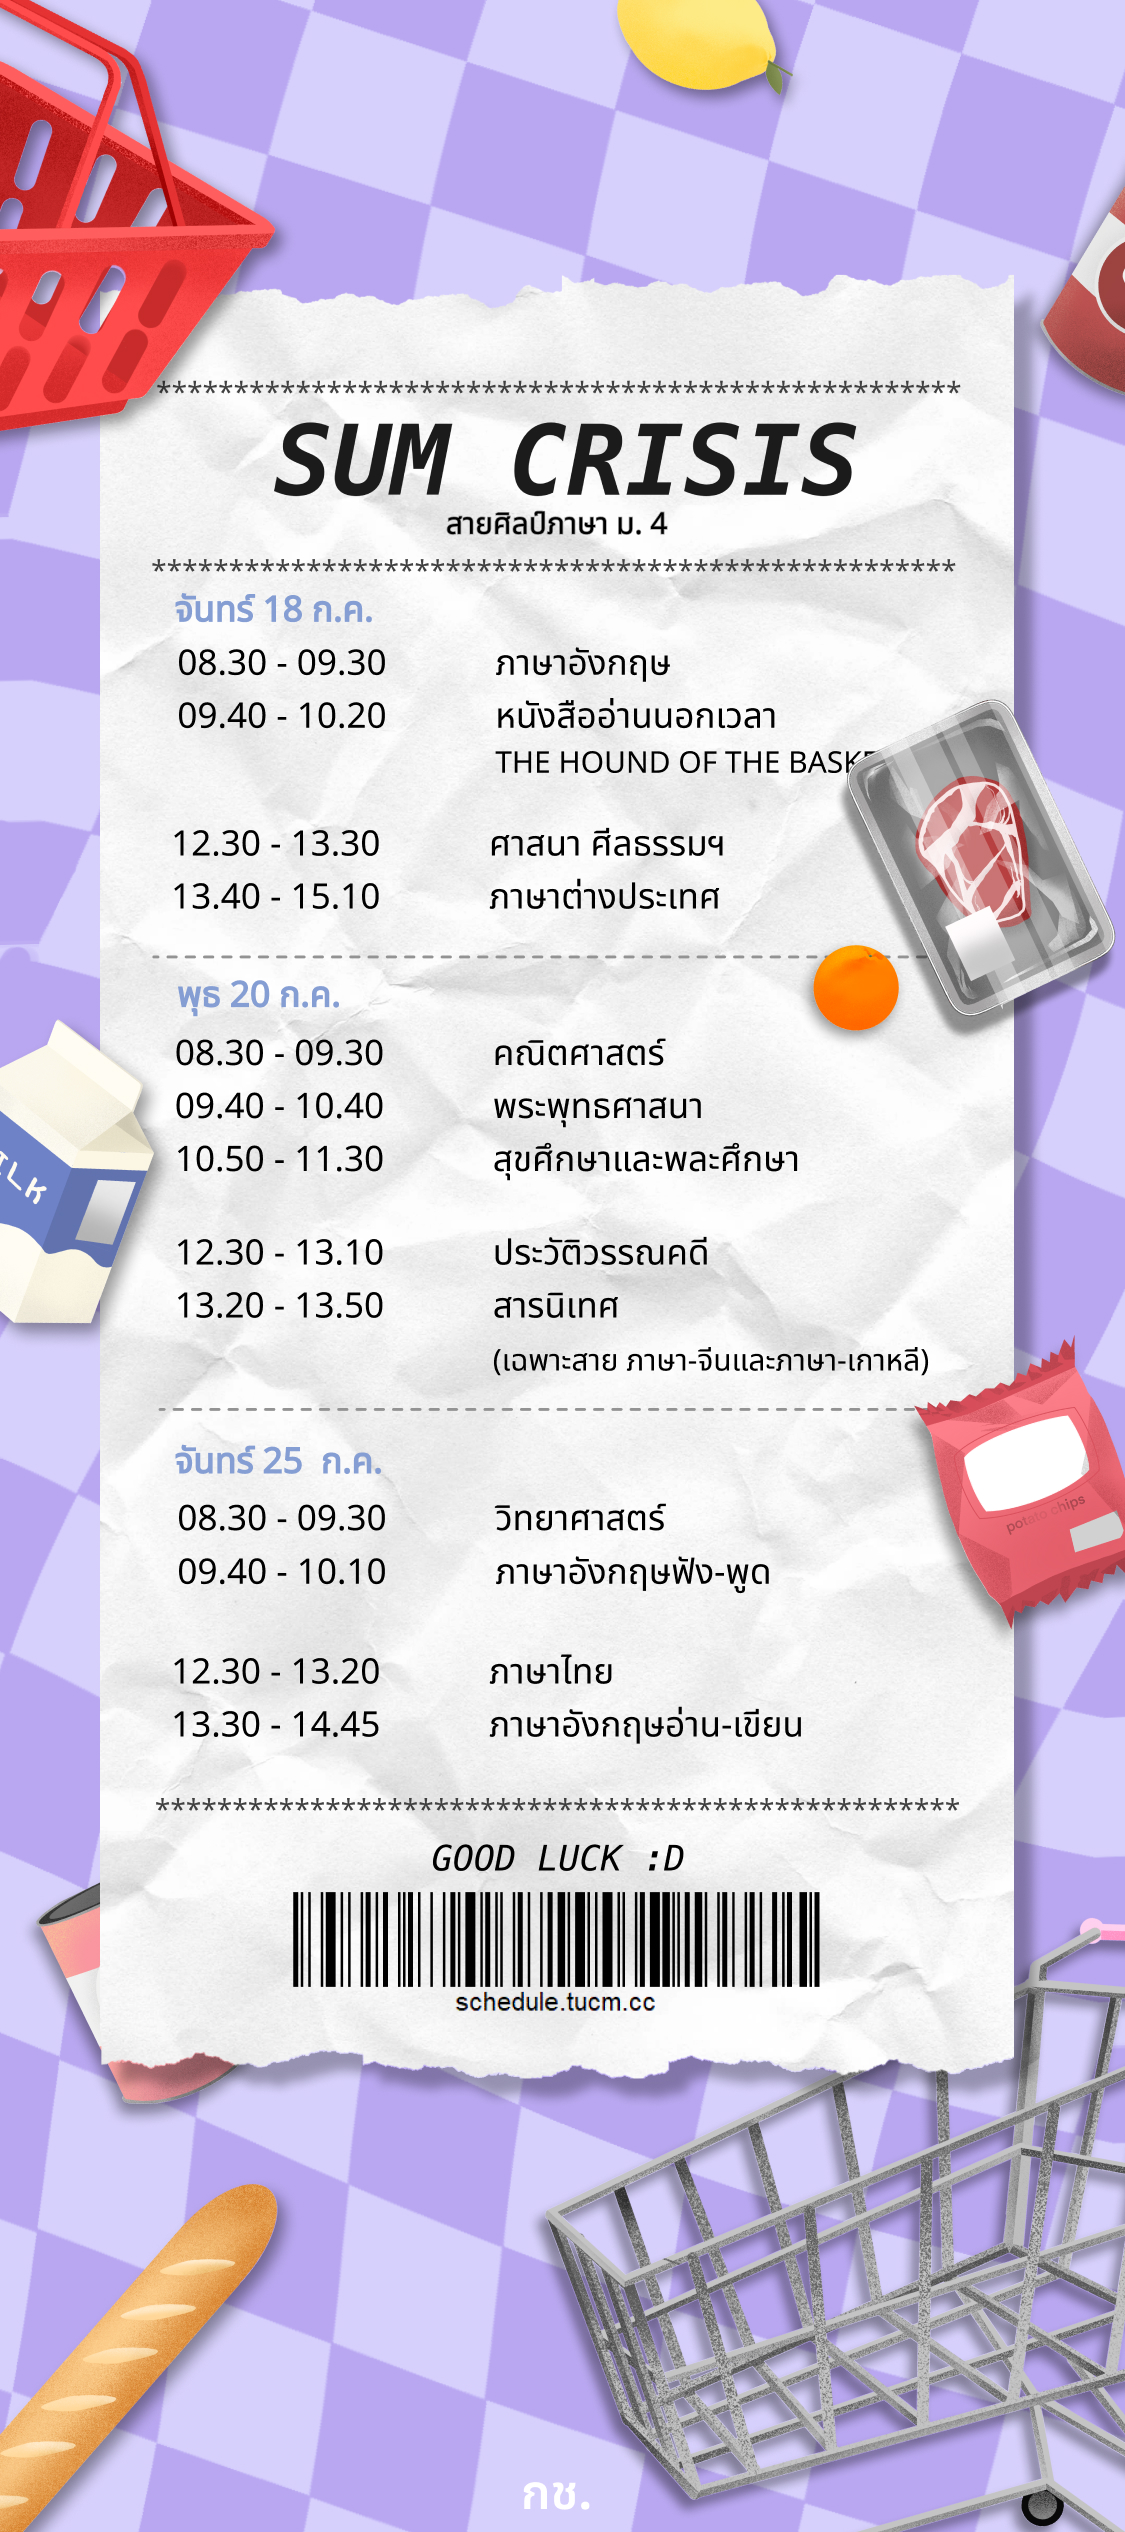 ****************************************************
SUM CRISIS
สายศิลป์ภาษา ม. 4
****************************************************
จันทร์ 18 ก.ค.
08.30 - 09.30 ภาษาอังกฤษ
09.40 - 10.20 หนังสืออ่านนอกเวลา
THE HOUND OF THE
12.30 - 13.30 ศาสนา ศีลธรรมฯ
13.40 - 15.10 ภาษาต่างประเทศ
พุธ 20 ก.ค.
08.30 - 09.30 คณิตศาสตร์
09.40 - 10.40 พระพุทธศาสนา
10.50 - 11.30 สุขศึกษาและพละศึกษา
12.30 - 13.10 ประวัติวรรณคดี
13.20 - 13.50 สารนิเทศ
(เฉพาะสาย ภาษา-จีนและภาษา-เกาหลี)
จันทร์ 25 ก.ค.
08.30 - 09.30 วิทยาศาสตร์
09.40 - 10.10 ภาษาอังกฤษฟัง-พูด
potato chips
12.30 - 13.20 ภาษาไทย
13.30 - 14.45 ภาษาอังกฤษอ่าน-เขียน
****************************************************
GOOD LUCK :D
schedule.tucm.cc
กช.